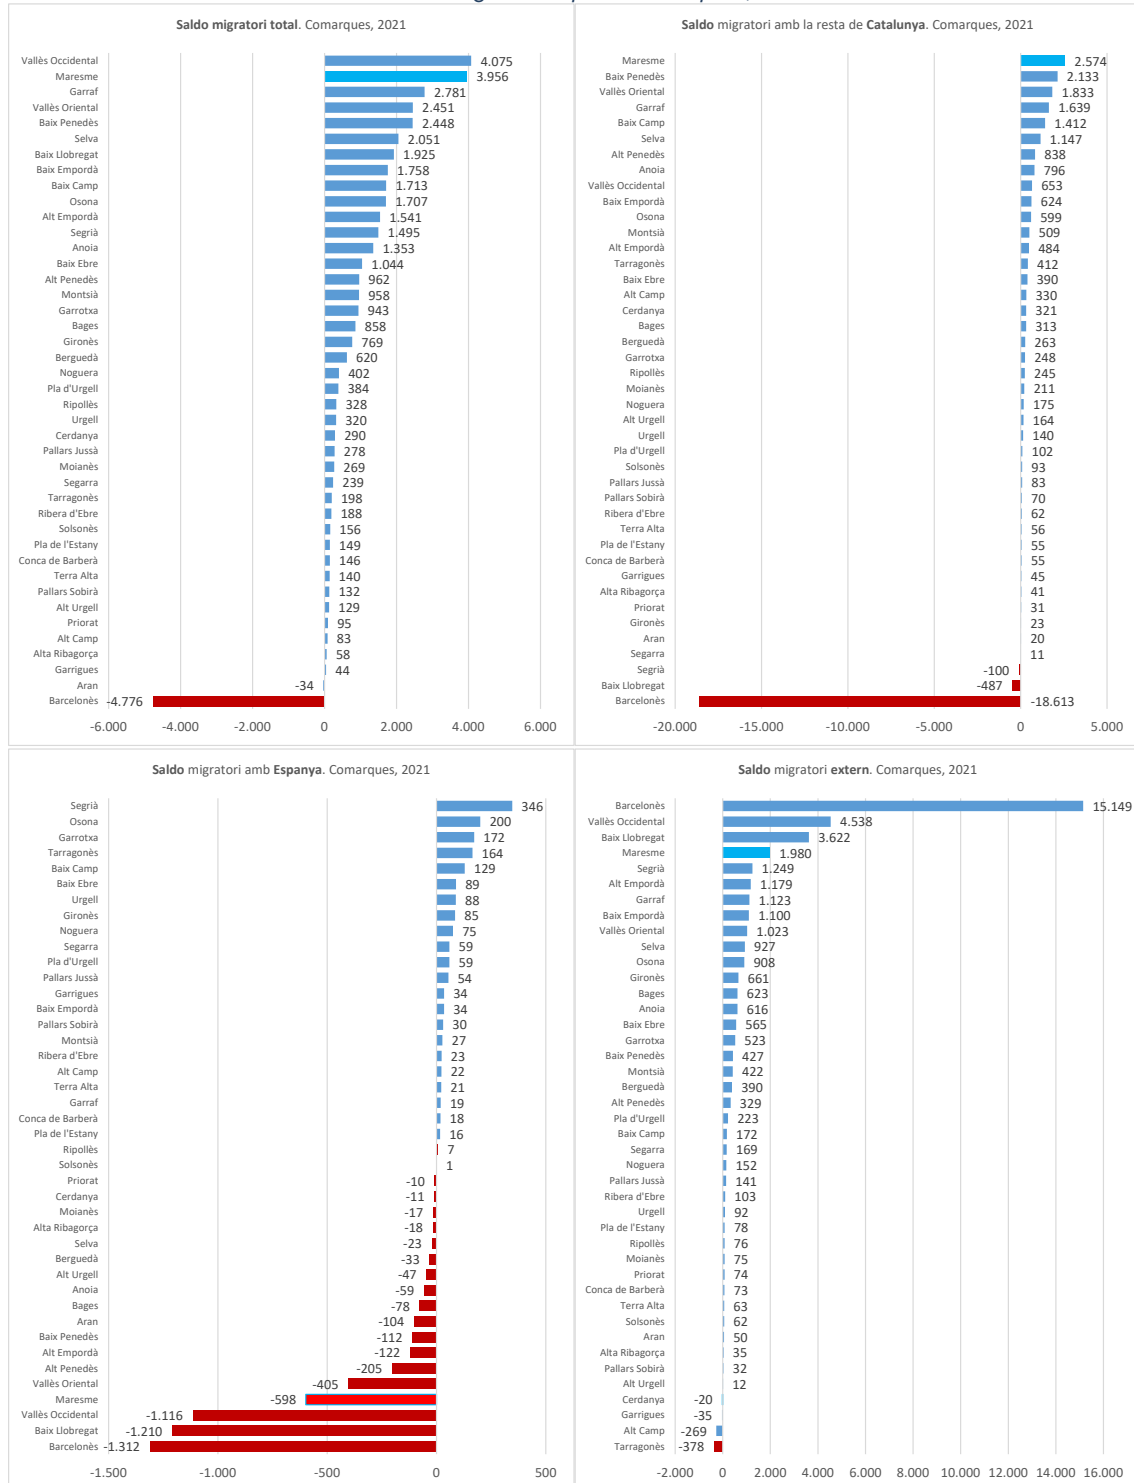 Saldo migratori total. Comarques, 2021
Vallès Occidental 4.075
Maresme 3.956
Garraf 2.781
Vallès Oriental 2.451
Baix Penedès 2.448
Selva 2.051
Baix Llobregat 1.925
Baix Empordà 1.758
Baix Camp 1.713
Osona 1.707
Alt Empordà 1.541
Segrià 1.495
Anoia 1.353
Baix Ebre 1.044
Alt Penedès 962
Montsià 958
Garrotxa 943
Bages 858
Gironès 769
Berguedà 620
Noguera 402
Pla d'Urgell 384
Ripollès 328
Urgell 320
Cerdanya 290
Pallars Jussà 278
Moianès 269
Segarra 239
Tarragonès 198
Ribera d'Ebre 188
Solsonès 156
Pla de l'Estany 149
Conca de Barberà 146
Terra Alta 140
Pallars Sobirà 132
Alt Urgell 129
Priorat 95
Alt Camp 83
Alta Ribagorça 58
Garrigues 44
Aran -34
Barcelonès -4.776
-6.000 -4.000 -2.000 0 2.000 4.000 6.000
Saldo migratori amb la resta de Catalunya. Comarques, 2021
Maresme 2.574
Baix Penedès 2.133
Vallès Oriental 1.833
Garraf 1.639
Baix Camp 1.412
Selva 1.147
Alt Penedès 838
Anoia 796
Vallès Occidental 653
Baix Empordà 624
Osona 599
Montsià 509
Alt Empordà 484
Tarragonès 412
Baix Ebre 390
Alt Camp 330
Cerdanya 321
Bages 313
Berguedà 263
Garrotxa 248
Ripollès 245
Moianès 211
Noguera 175
Alt Urgell 164
Urgell 140
Pla d'Urgell 102
Solsonès 93
Pallars Jussà 83
Pallars Sobirà 70
Ribera d'Ebre 62
Terra Alta 56
Pla de l'Estany 55
Conca de Barberà 55
Garrigues 45
Alta Ribagorça 41
Priorat 31
Gironès 23
Aran 20
Segarra 11
Segrià -100
Baix Llobregat -487
Barcelonès -18.613
-20.000 -15.000 -10.000 -5.000 0 5.000
Saldo migratori amb Espanya. Comarques, 2021
Segrià 346
Osona 200
Garrotxa 172
Tarragonès 164
Baix Camp 129
Baix Ebre 89
Urgell 88
Gironès 85
Noguera 75
Segarra 59
Pla d'Urgell 59
Pallars Jussà 54
Garrigues 34
Baix Empordà 34
Pallars Sobirà 30
Montsià 27
Ribera d'Ebre 23
Alt Camp 22
Terra Alta 21
Garraf 19
Conca de Barberà 18
Pla de l'Estany 16
Ripollès 7
Solsonès 1
Priorat -10
Cerdanya -11
Moianès -17
Alta Ribagorça -18
Selva -23
Berguedà -33
Alt Urgell -47
Anoia -59
Bages -78
Aran -104
Baix Penedès -112
Alt Empordà -122
Alt Penedès -205
Vallès Oriental -405
Maresme -598
Vallès Occidental -1.116
Baix Llobregat -1.210
Barcelonès -1.312
-1.500 -1.000 -500 0 500
Saldo migratori extern. Comarques, 2021
Barcelonès 15.149
Vallès Occidental 4.538
Baix Llobregat 3.622
Maresme 1.980
Segrià 1.249
Alt Empordà 1.179
Garraf 1.123
Baix Empordà 1.100
Vallès Oriental 1.023
Selva 927
Osona 908
Gironès 661
Bages 623
Anoia 616
Baix Ebre 565
Garrotxa 523
Baix Penedès 427
Montsià 422
Berguedà 390
Alt Penedès 329
Pla d'Urgell 223
Baix Camp 172
Segarra 169
Noguera 152
Pallars Jussà 141
Ribera d'Ebre 103
Urgell 92
Pla de l'Estany 78
Ripollès 76
Moianès 75
Priorat 74
Conca de Barberà 73
Terra Alta 63
Solsonès 62
Aran 50
Alta Ribagorça 35
Pallars Sobirà 32
Alt Urgell 12
Cerdanya -20
Garrigues -35
Alt Camp -269
Tarragonès -378
-2.000 0 2.000 4.000 6.000 8.000 10.000 12.000 14.000 16.000